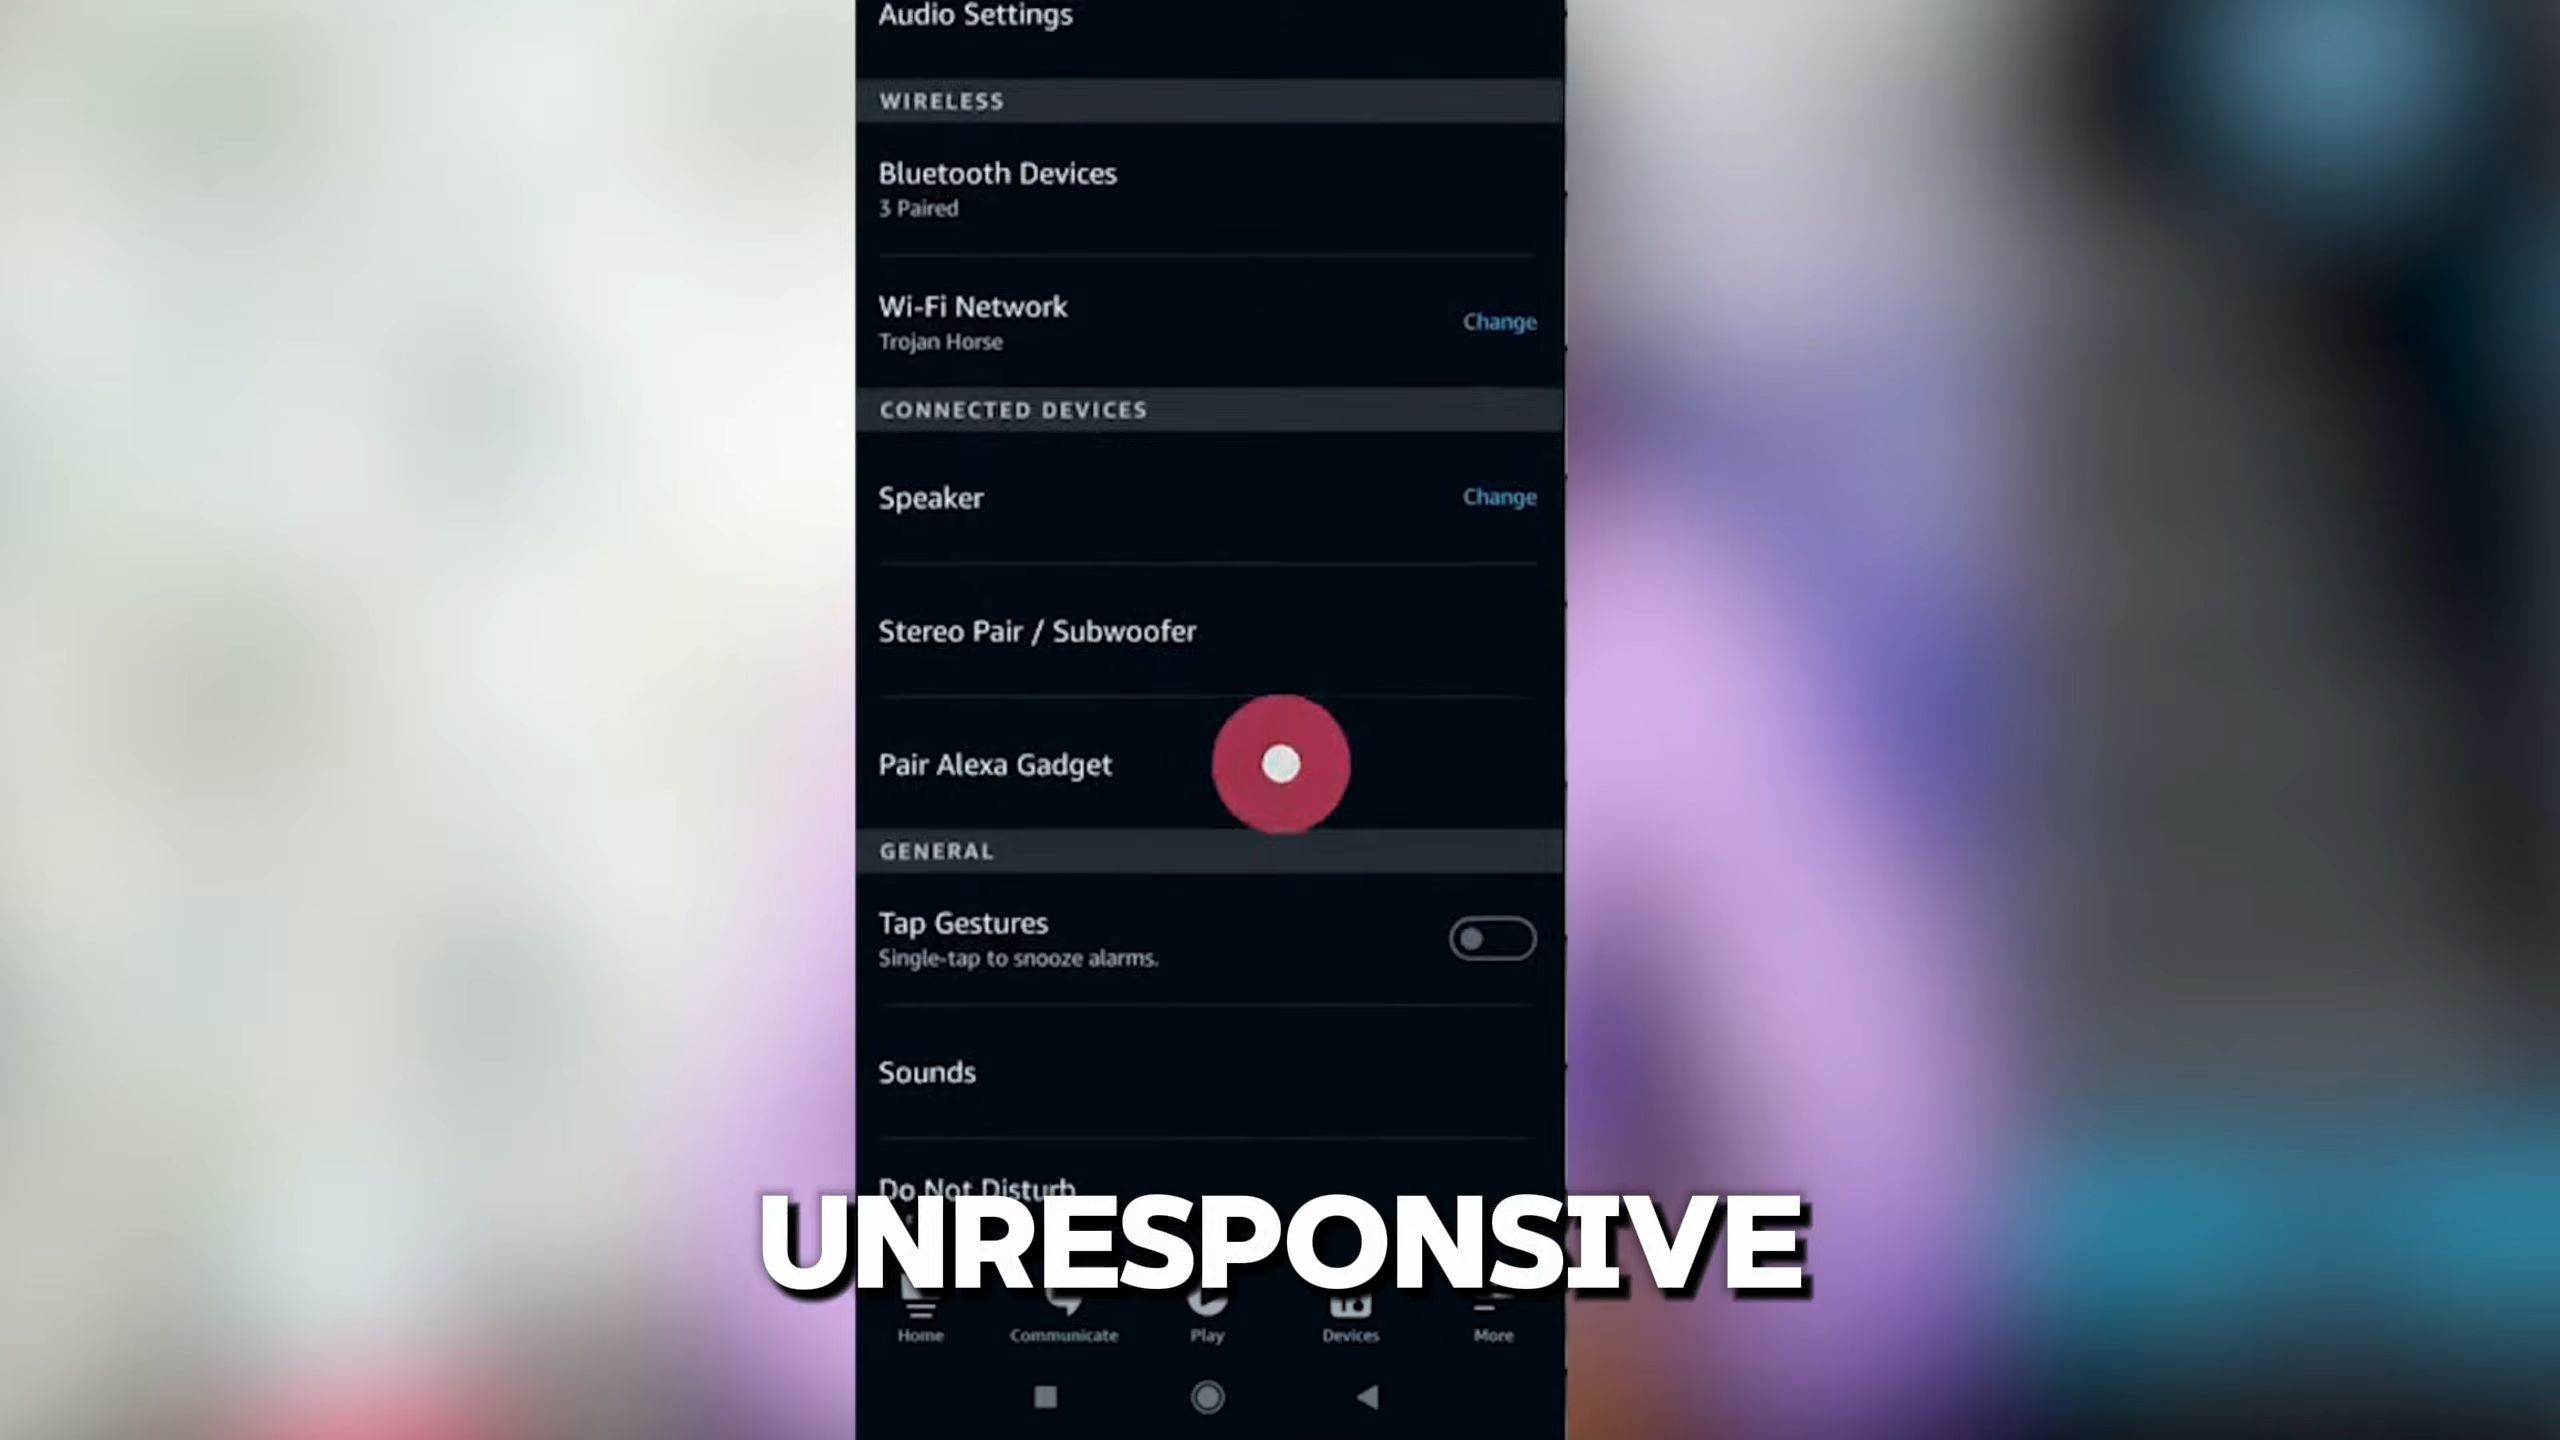 Audio Settings
WIRELESS
Bluetooth Devices
3 Paired
Wi-Fi Network
Change
Trojan Horse
CONNECTED DEVICES
Speaker
Change
Stereo Pair / Subwoofer
Pair Alexa Gadget
GENERAL
Tap Gestures
Single-tap to snooze alarms.
Sounds
Do Not Disturb
UNRESPONSIVE
Home
Communicate
Play
Devices
More